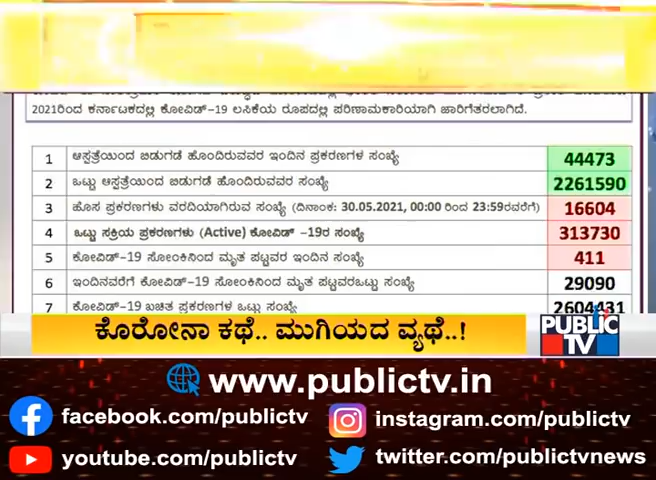 2021ರಿಂದ ಕರ್ನಾಟಕದಲ್ಲಿ ಕೋವಿಡ್-19 ಲಸಿಕೆಯ ರೂಪದಲ್ಲಿ ಪರಿಣಾಮಕಾರಿಯಾಗಿ ಜಾರಿಗೆತರಲಾಗಿದೆ.
1 ಆಸ್ಪತ್ರೆಯಿಂದ ಬಿಡುಗಡೆ ಹೊಂದಿರುವವರ ಇಂದಿನ ಪ್ರಕರಣಗಳ ಸಂಖ್ಯೆ 44473
2 ಒಟ್ಟು ಆಸ್ಪತ್ರೆಯಿಂದ ಬಿಡುಗಡೆ ಹೊಂದಿರುವವರ ಸಂಖ್ಯೆ 2261590
3 ಹೊಸ ಪ್ರಕರಣಗಳು ವರದಿಯಾಗಿರುವ ಸಂಖ್ಯೆ (ದಿನಾಂಕ: 30.05.2021, 00:00 ರಿಂದ 23:59ರವರೆಗೆ) 16604
4 ಒಟ್ಟು ಸಕ್ರಿಯ ಪ್ರಕರಣಗಳು (Active) ಕೋವಿಡ್ -19ರ ಸಂಖ್ಯೆ 313730
5 ಕೋವಿಡ್-19 ಸೋಂಕಿನಿಂದ ಮೃತ ಪಟ್ಟವರ ಇಂದಿನ ಸಂಖ್ಯೆ 411
6 ಇಂದಿನವರೆಗೆ ಕೋವಿಡ್-19 ಸೋಂಕಿನಿಂದ ಮೃತ ಪಟ್ಟವರಒಟ್ಟು ಸಂಖ್ಯೆ 29090
7 ಕೋವಿಡ್-19 ಖಚಿತ ಪ್ರಕರಣಗಳ ಒಟ್ಟು ಸಂಖ್ಯೆ 2604431
ಕೊರೋನಾ ಕಥೆ.. ಮುಗಿಯದ ವ್ಯಥೆ..!
PUBLIC TV
www.publictv.in
facebook.com/publictv
instagram.com/publictv
youtube.com/publictv
twitter.com/publictvnews